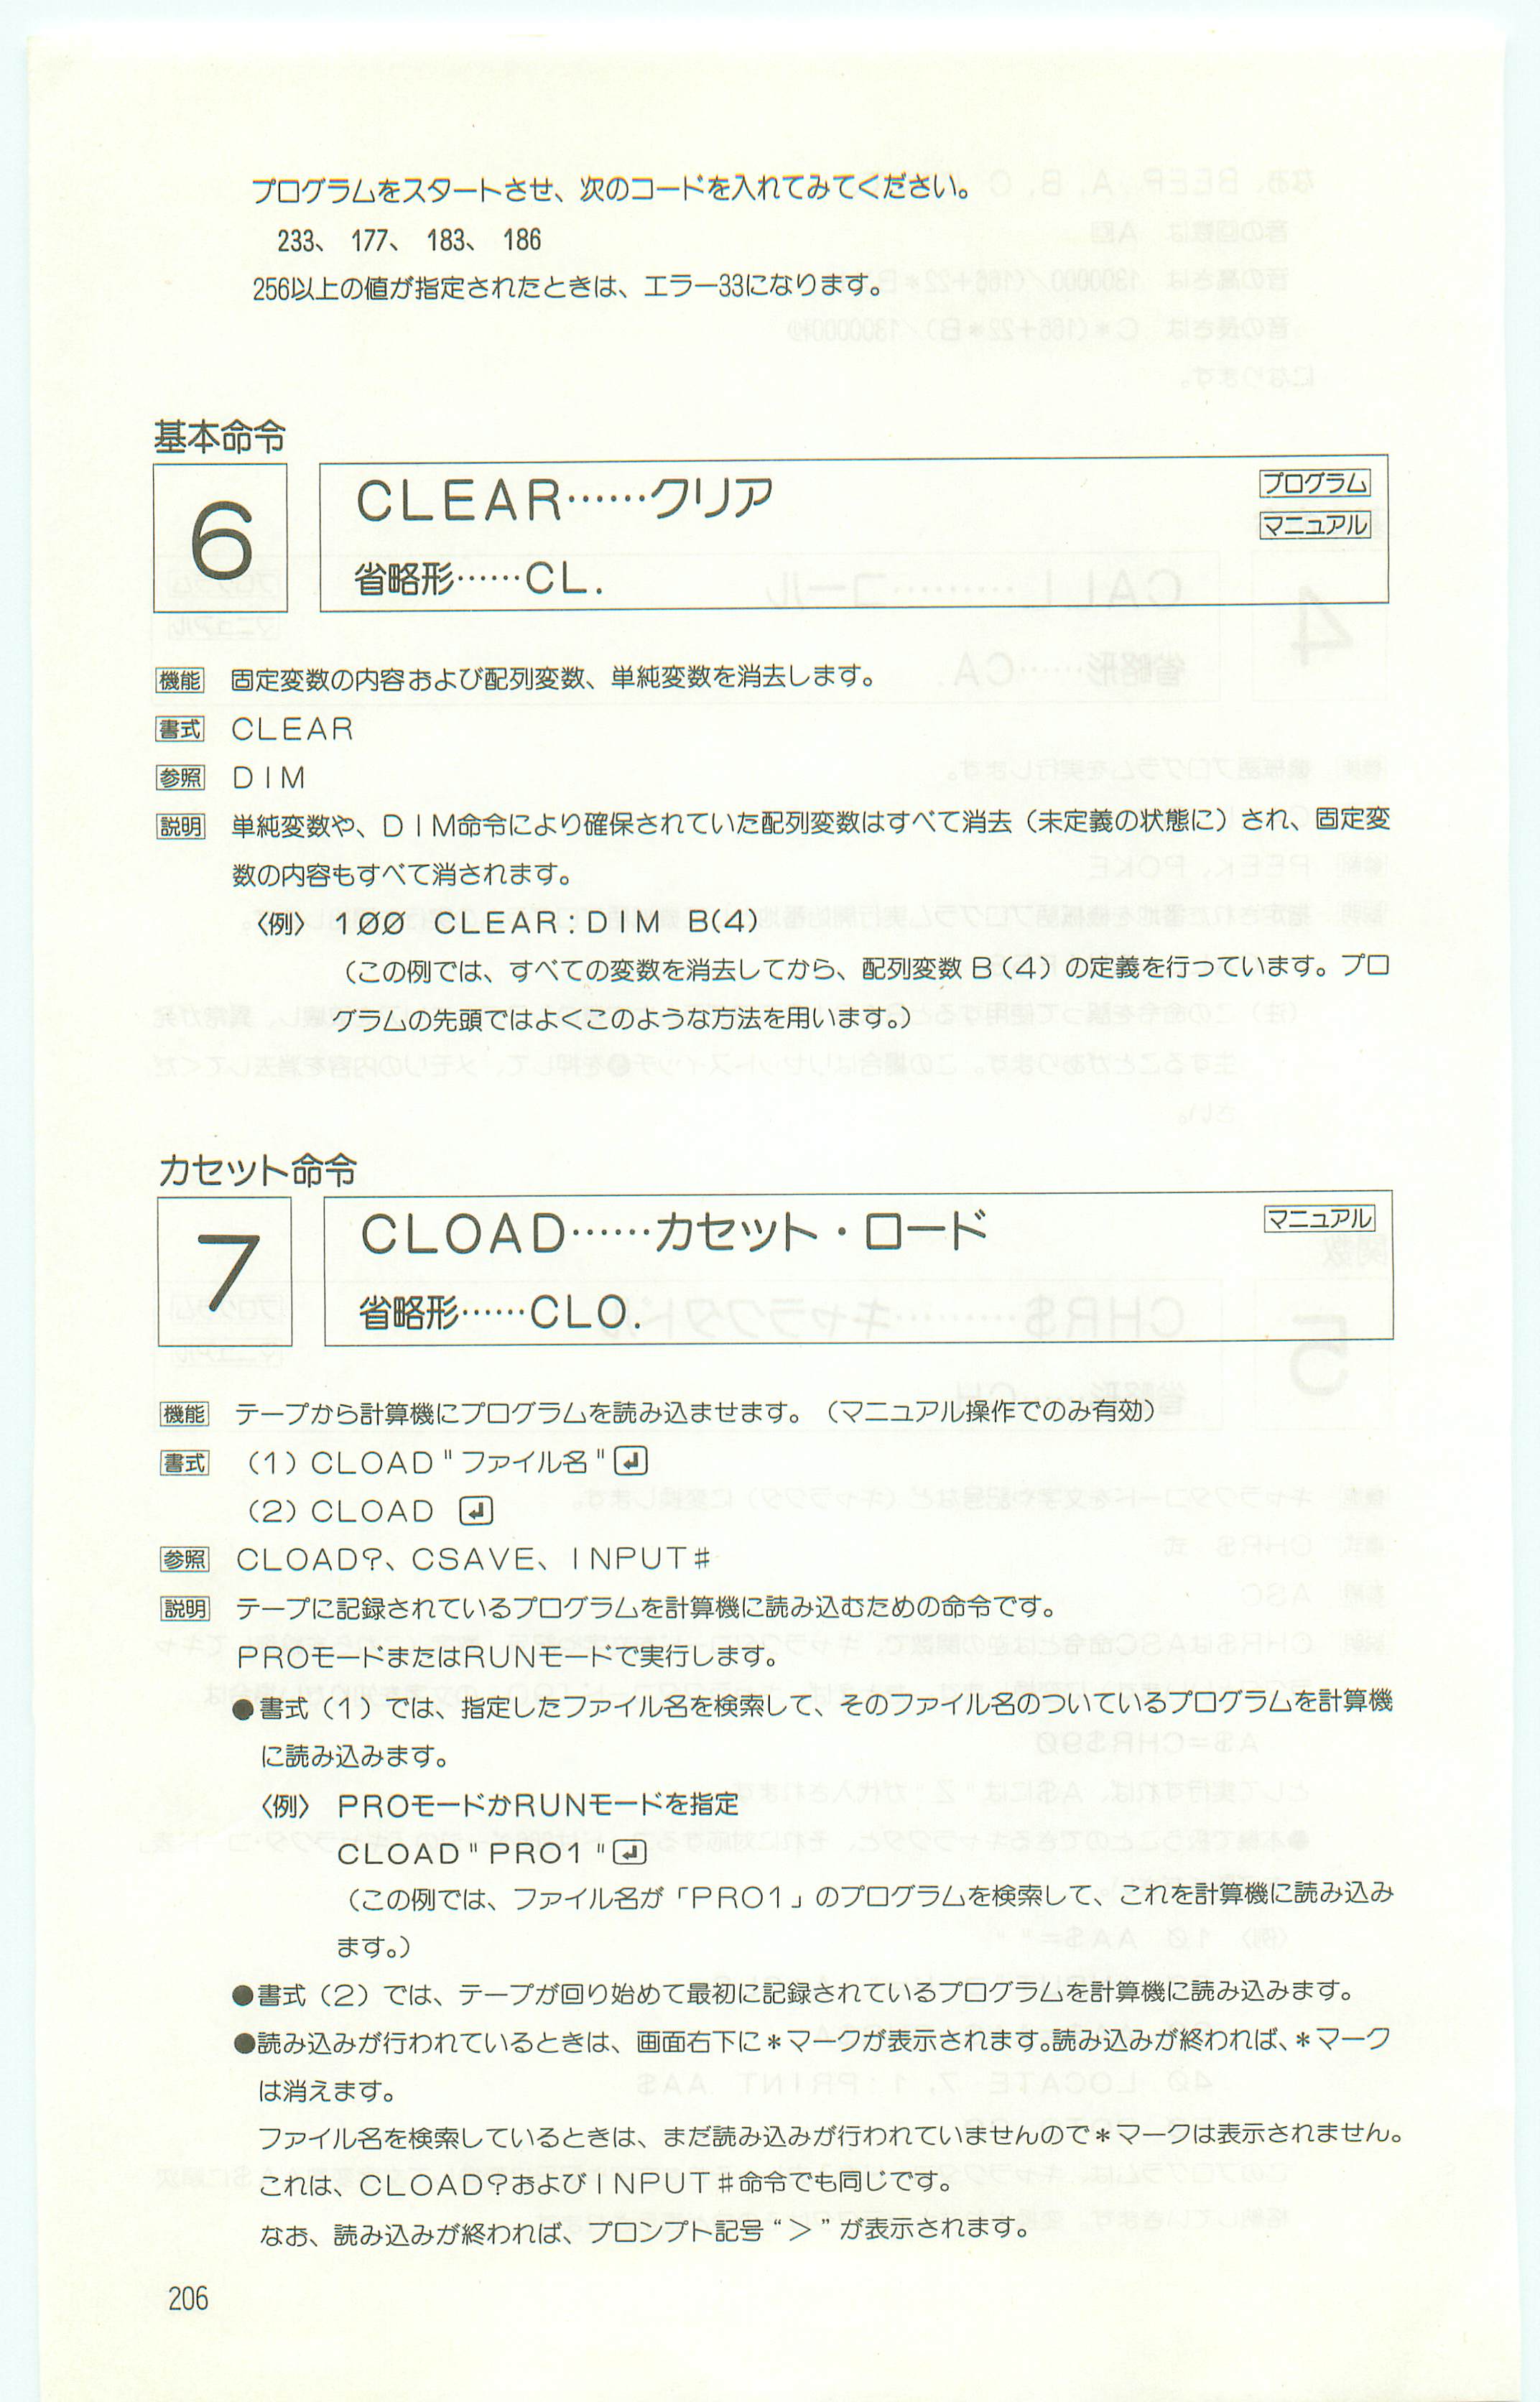 プログラムをスタートさせ、次のコードを入れてみてください。
233、 177、 183、 186
256以上の値が指定されたときは、エラー33になります。
基本命令
6
CLEAR……クリア
プログラム
マニュアル
省略形……CL.
機能 固定変数の内容および配列変数、単純変数を消去します。
書式 CLEAR
参照 DIM
説明 単純変数や、DIM命令により確保されていた配列変数はすべて消去（未定義の状態に）され、固定変
数の内容もすべて消されます。
〈例〉 1ØØ CLEAR:DIM B(4)
（この例では、すべての変数を消去してから、配列変数 B（4）の定義を行っています。プロ
グラムの先頭ではよくこのような方法を用います。）
カセット命令
7
CLOAD……カセット・ロード
マニュアル
省略形……CLO.
機能 テープから計算機にプログラムを読み込ませます。（マニュアル操作でのみ有効）
書式 （1）CLOAD"ファイル名"↵
（2）CLOAD ↵
参照 CLOAD?、CSAVE、INPUT＃
説明 テープに記録されているプログラムを計算機に読み込むための命令です。
PROモードまたはRUNモードで実行します。
●書式（1）では、指定したファイル名を検索して、そのファイル名のついているプログラムを計算機
に読み込みます。
〈例〉 PROモードかRUNモードを指定
CLOAD"PRO1"↵
（この例では、ファイル名が「PRO1」のプログラムを検索して、これを計算機に読み込み
ます。）
●書式（2）では、テープが回り始めて最初に記録されているプログラムを計算機に読み込みます。
●読み込みが行われているときは、画面右下に＊マークが表示されます。読み込みが終われば、＊マーク
は消えます。
ファイル名を検索しているときは、まだ読み込みが行われていませんので＊マークは表示されません。
これは、CLOAD?およびINPUT＃命令でも同じです。
なお、読み込みが終われば、プロンプト記号“＞”が表示されます。
206